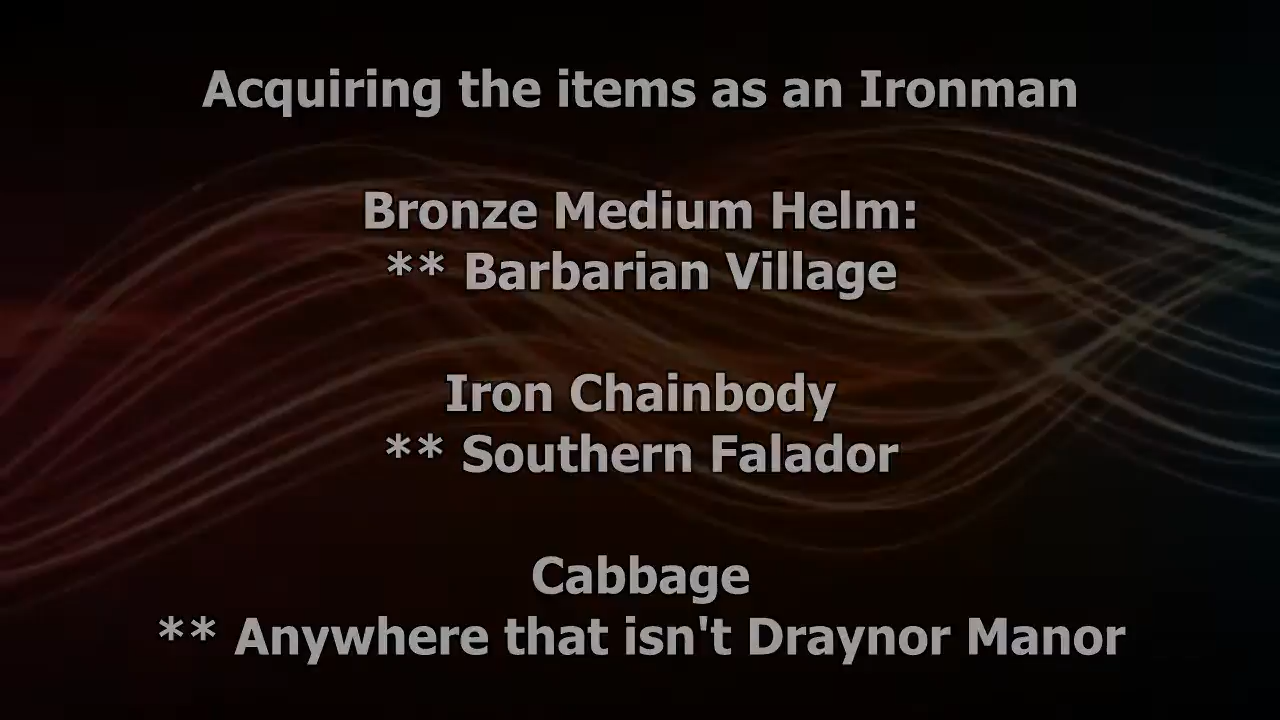 Acquiring the items as an Ironman
Bronze Medium Helm:
** Barbarian Village
Iron Chainbody
** Southern Falador
Cabbage
** Anywhere that isn't Draynor Manor